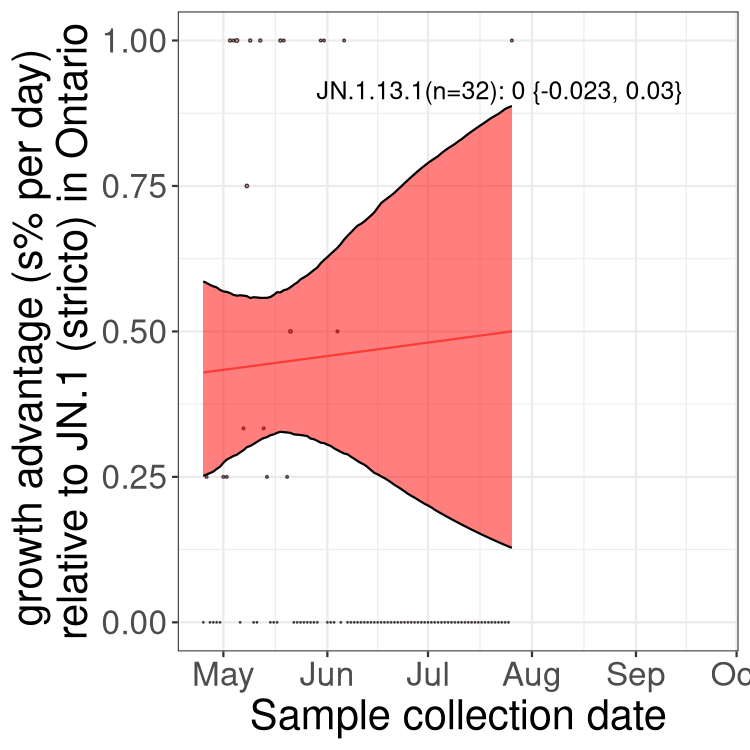 growth advantage (s% per day)
relative to JN.1 (stricto) in Ontario
1.00
0.75
0.50
0.25
0.00
JN.1.13.1(n=32): 0 {-0.023, 0.03}
May Jun Jul Aug Sep Oc
Sample collection date